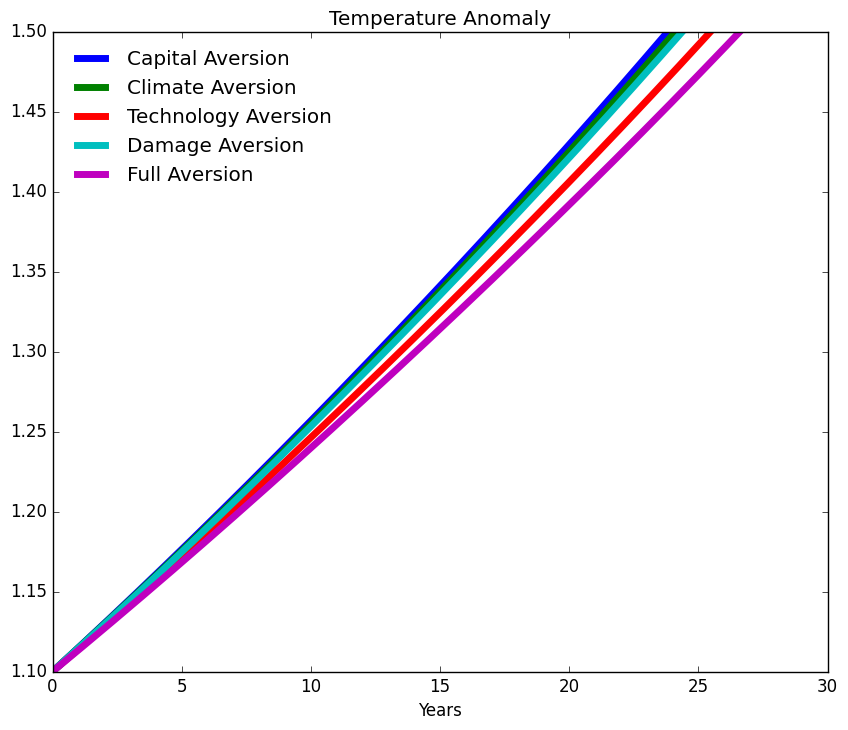 Temperature Anomaly
1.50
1.45
1.40
1.35
1.30
1.25
1.20
1.15
1.10
Capital Aversion
Climate Aversion
Technology Aversion
Damage Aversion
Full Aversion
0 5 10 15 20 25 30
Years